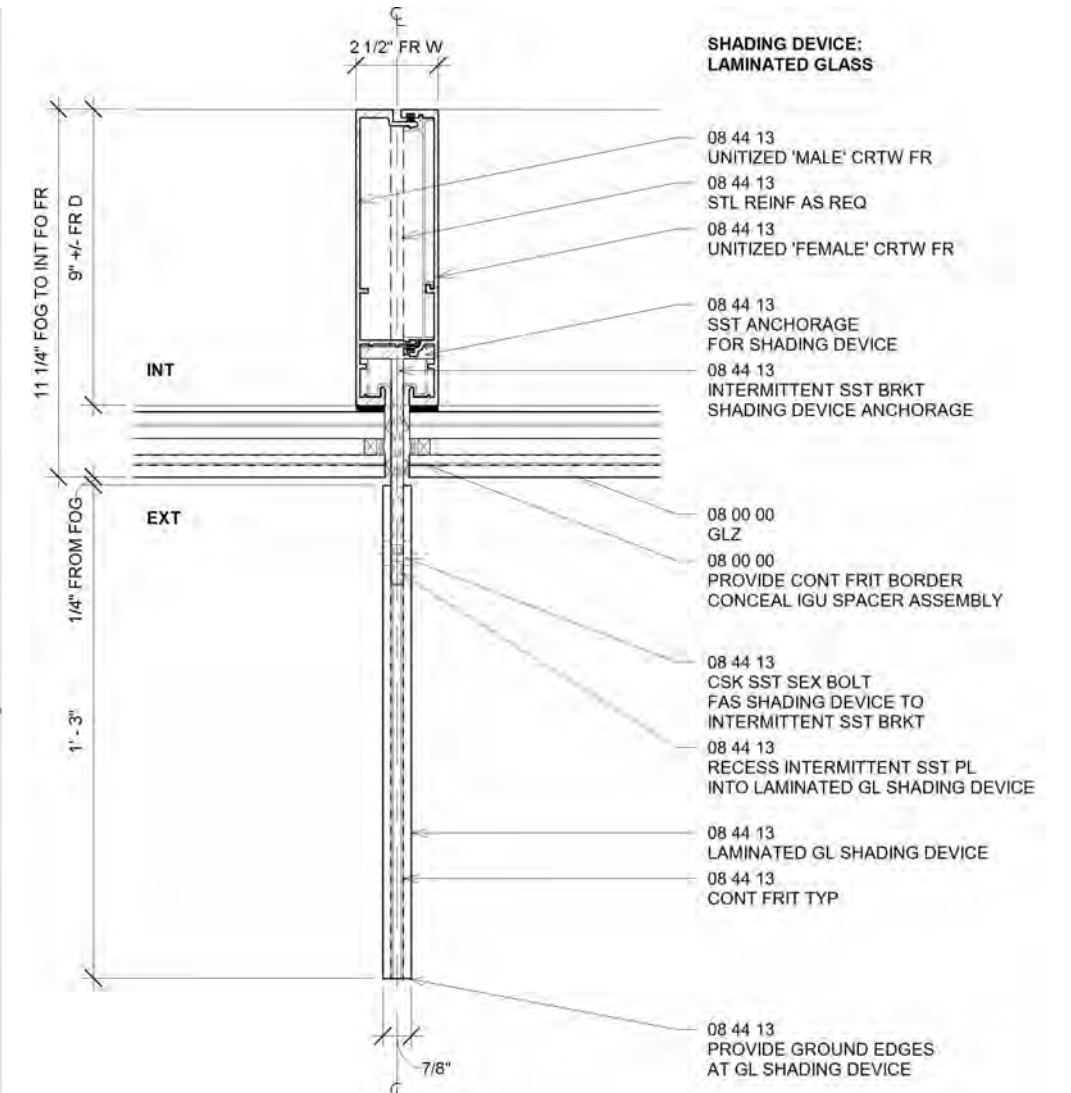 2 1/2" FR W
11 1/4" FOG TO INT FO FR
9" +/- FR D
INT
EXT
1/4" FROM FOG
1' - 3"
7/8"
SHADING DEVICE:
LAMINATED GLASS
08 44 13
UNITIZED 'MALE' CRTW FR
08 44 13
STL REINF AS REQ
08 44 13
UNITIZED 'FEMALE' CRTW FR
08 44 13
SST ANCHORAGE
FOR SHADING DEVICE
08 44 13
INTERMITTENT SST BRKT
SHADING DEVICE ANCHORAGE
08 00 00
GLZ
08 00 00
PROVIDE CONT FRIT BORDER
CONCEAL IGU SPACER ASSEMBLY
08 44 13
CSK SST SEX BOLT
FAS SHADING DEVICE TO
INTERMITTENT SST BRKT
08 44 13
RECESS INTERMITTENT SST PL
INTO LAMINATED GL SHADING DEVICE
08 44 13
LAMINATED GL SHADING DEVICE
08 44 13
CONT FRIT TYP
08 44 13
PROVIDE GROUND EDGES
AT GL SHADING DEVICE